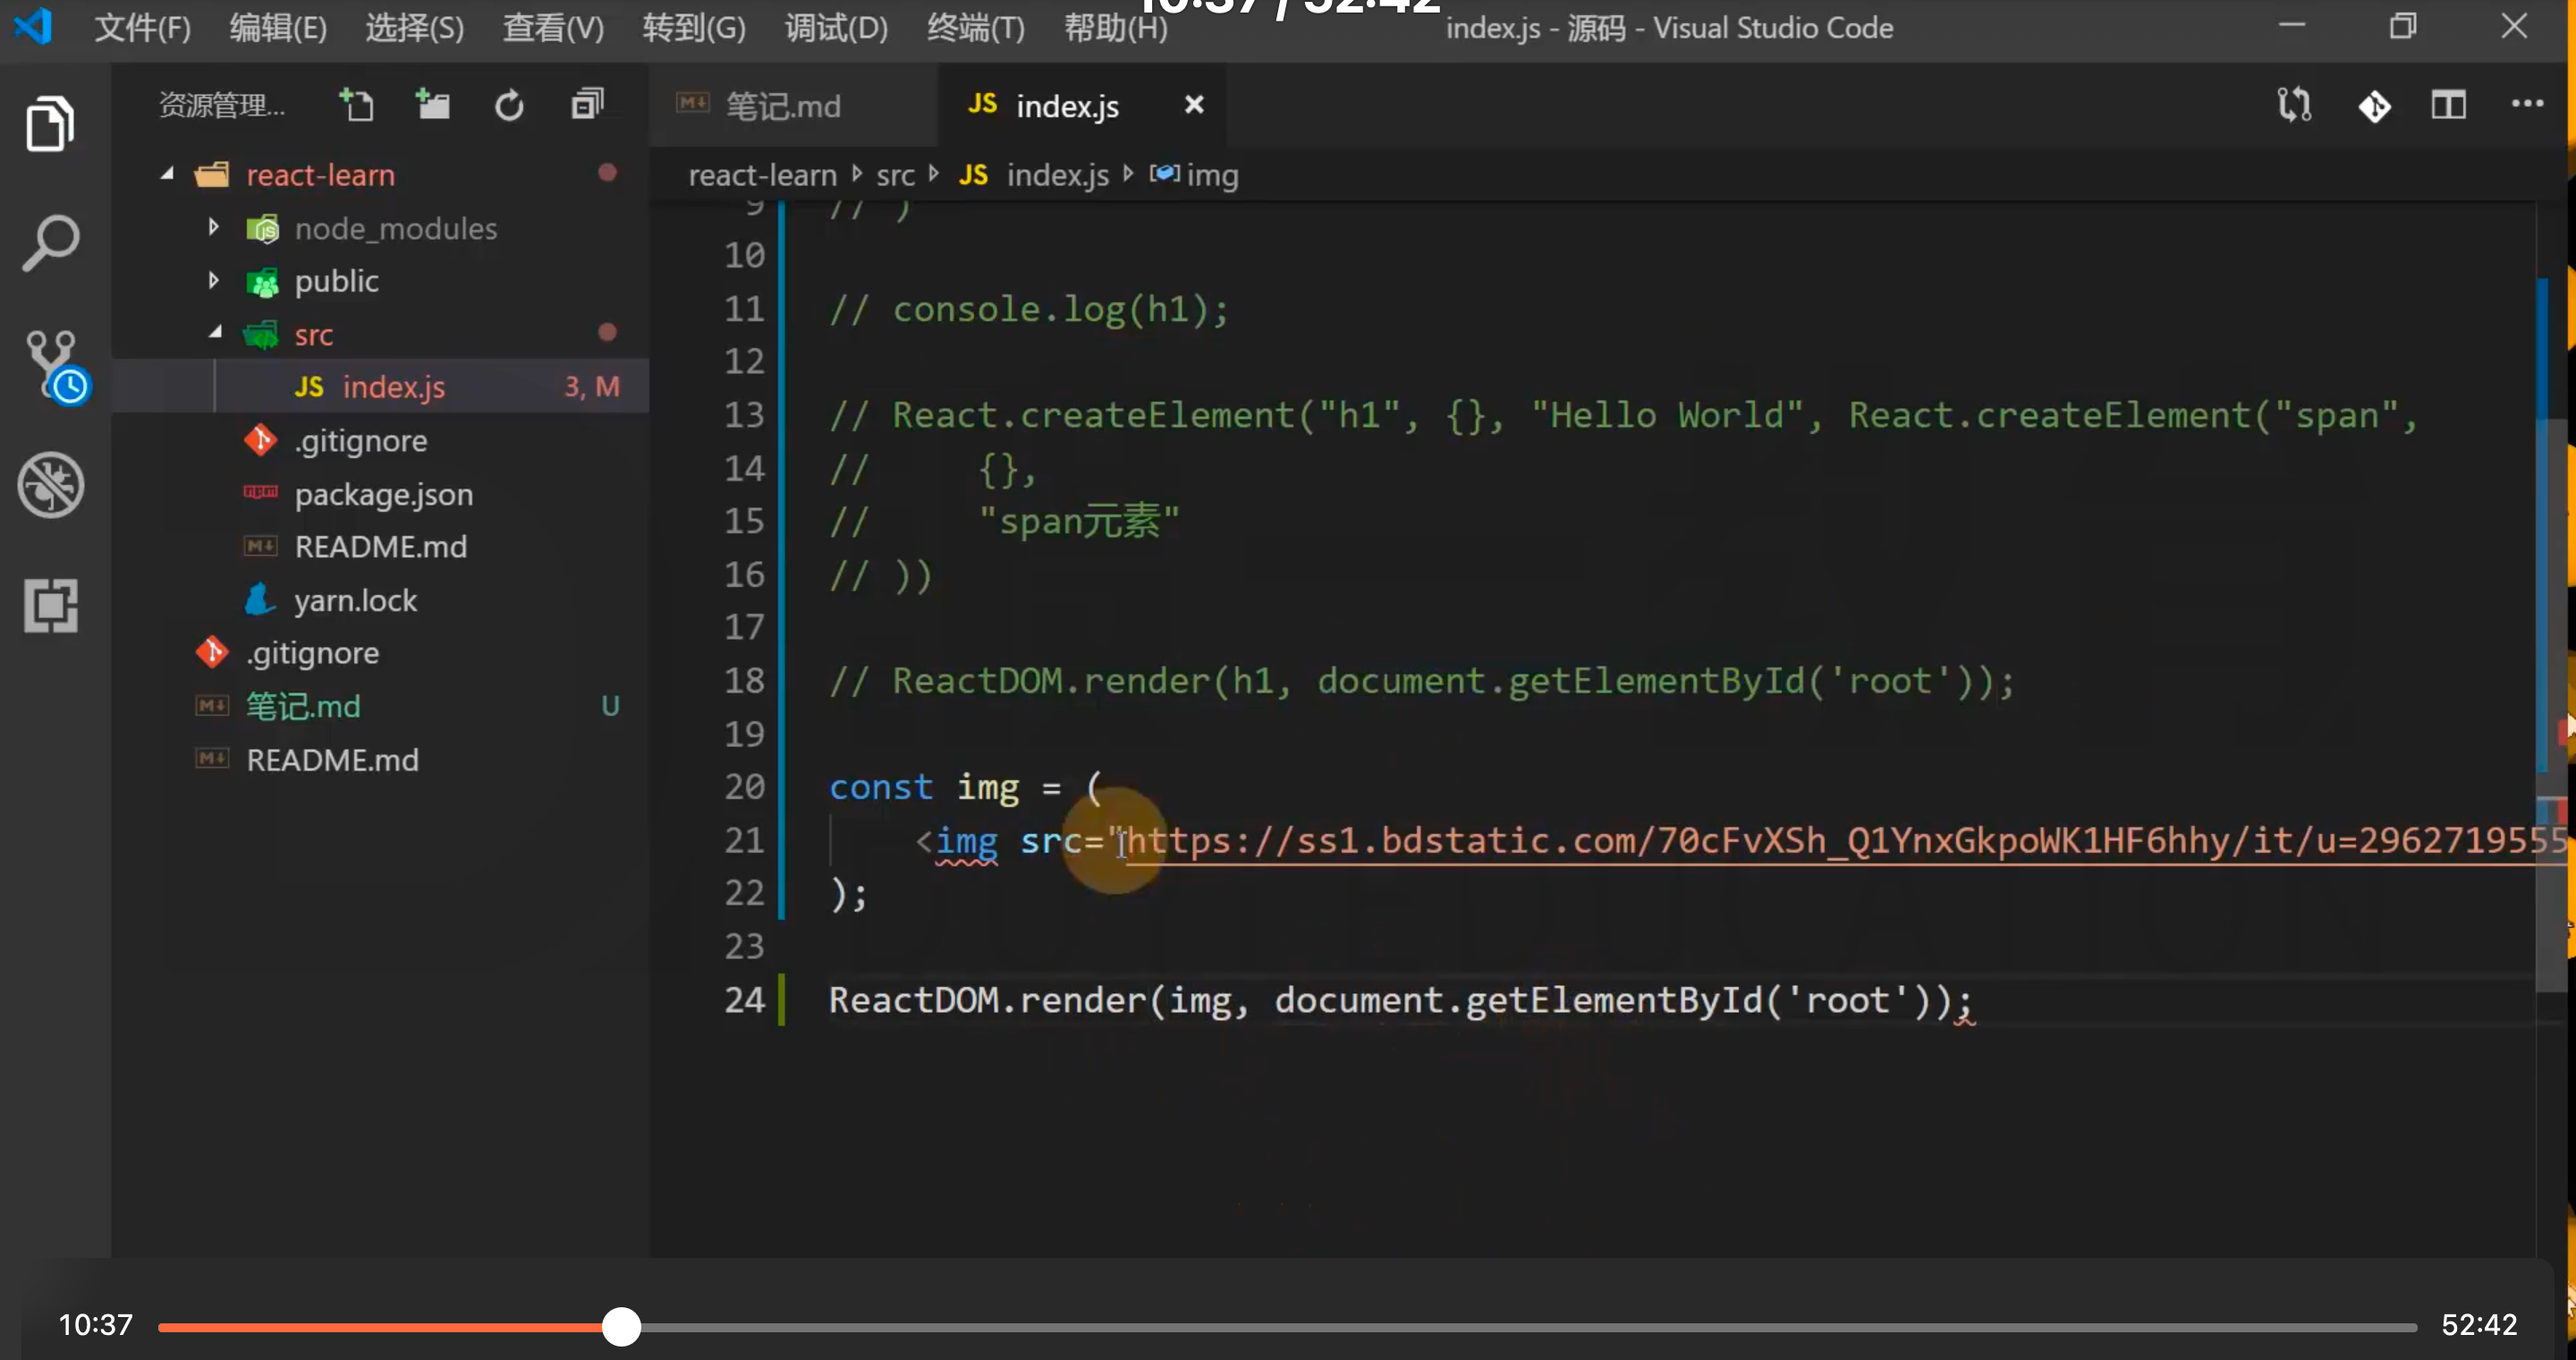 10:37 / 52:42
文件(F) 编辑(E) 选择(S) 查看(V) 转到(G) 调试(D) 终端(T) 帮助(H) index.js - 源码 - Visual Studio Code
资源管理...
笔记.md
JS index.js
react-learn
react-learn src JS index.js img
node_modules
public
src
JS index.js 3, M
.gitignore
package.json
README.md
yarn.lock
.gitignore
笔记.md U
README.md
9 // )
10
11 // console.log(h1);
12
13 // React.createElement("h1", {}, "Hello World", React.createElement("span",
14 // {},
15 // "span元素"
16 // ))
17
18 // ReactDOM.render(h1, document.getElementById('root'));
19
20 const img = (
21 <img src="https://ss1.bdstatic.com/70cFvXSh_Q1YnxGkpoWK1HF6hhy/it/u=2962719555
22 );
23
24 ReactDOM.render(img, document.getElementById('root'));
10:37
52:42